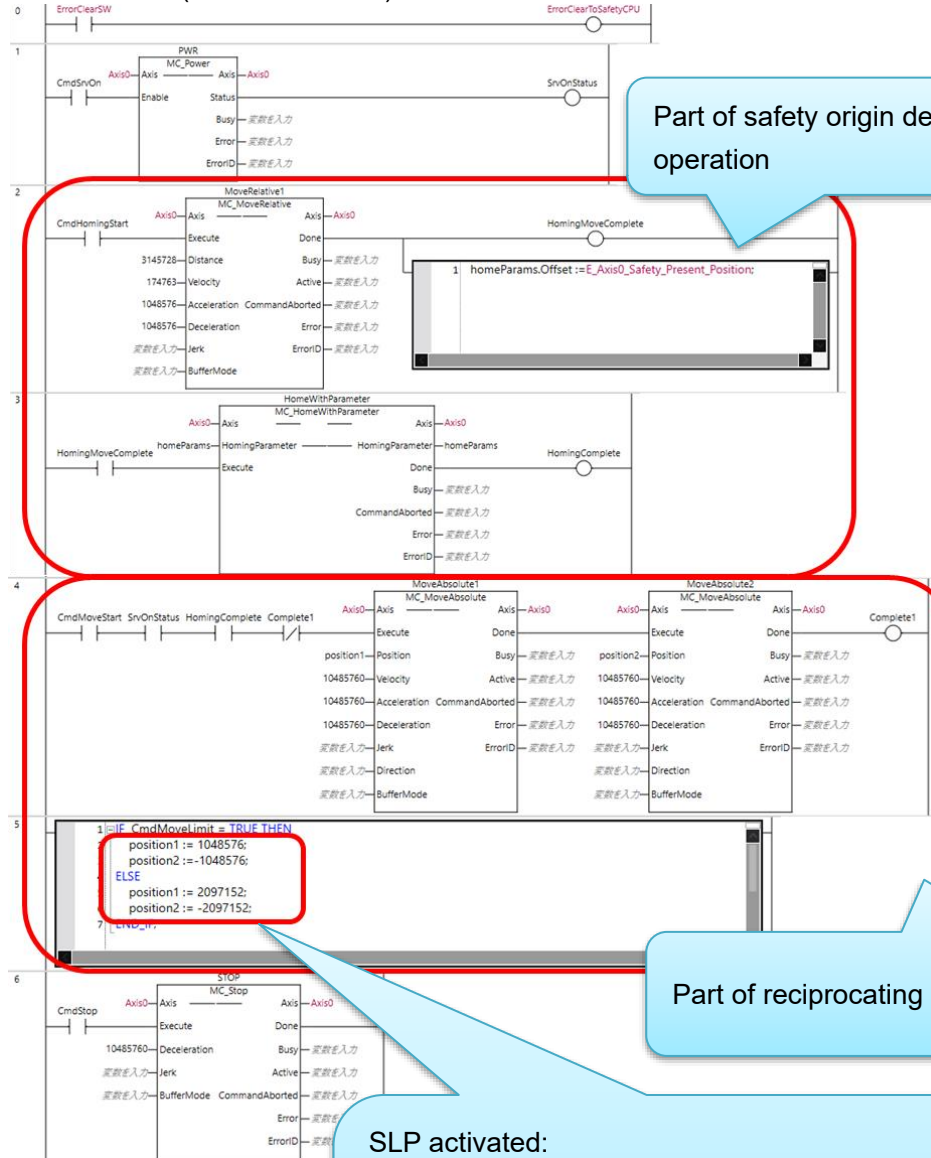 0
ErrorClearSW ErrorClearToSafetyCPU
1
PWR
MC_Power
CmdSrvOn Axis0 Axis Axis Axis0 SrvOnStatus
Enable Status
Busy 変数を入力
Error 変数を入力
ErrorID 変数を入力
Part of safety origin de
operation
2
MoveRelative1
MC_MoveRelative
CmdHomingStart Axis0 Axis Axis Axis0 HomingMoveComplete
Execute Done
3145728 Distance Busy 変数を入力
174763 Velocity Active 変数を入力
1048576 Acceleration CommandAborted 変数を入力
1048576 Deceleration Error 変数を入力
変数を入力 Jerk ErrorID 変数を入力
変数を入力 BufferMode
1 homeParams.Offset :=E_Axis0_Safety_Present_Position;
3
HomeWithParameter
MC_HomeWithParameter
Axis0 Axis Axis Axis0
HomingMoveComplete homeParams HomingParameter HomingParameter homeParams HomingComplete
Execute Done
Busy 変数を入力
CommandAborted 変数を入力
Error 変数を入力
ErrorID 変数を入力
4
MoveAbsolute1 MoveAbsolute2
MC_MoveAbsolute MC_MoveAbsolute
CmdMoveStart SrvOnStatus HomingComplete Complete1 Axis0 Axis Axis Axis0 Axis0 Axis Axis Axis0 Complete1
Execute Done Execute Done
position1 Position Busy 変数を入力 position2 Position Busy 変数を入力
10485760 Velocity Active 変数を入力 10485760 Velocity Active 変数を入力
10485760 Acceleration CommandAborted 変数を入力 10485760 Acceleration CommandAborted 変数を入力
10485760 Deceleration Error 変数を入力 10485760 Deceleration Error 変数を入力
変数を入力 Jerk ErrorID 変数を入力 変数を入力 Jerk ErrorID 変数を入力
変数を入力 Direction 変数を入力 Direction
変数を入力 BufferMode 変数を入力 BufferMode
5
1 IF CmdMoveLimit = TRUE THEN
position1 := 1048576;
position2 :=-1048576;
ELSE
position1 := 2097152;
position2 := -2097152;
7 END_IF;
Part of reciprocating
6
STOP
MC_Stop
CmdStop Axis0 Axis Axis Axis0
Execute Done
10485760 Deceleration Busy 変数を入力
変数を入力 Jerk Active 変数を入力
変数を入力 BufferMode CommandAborted 変数を入力
Error 変数を
ErrorID 変数
SLP activated: